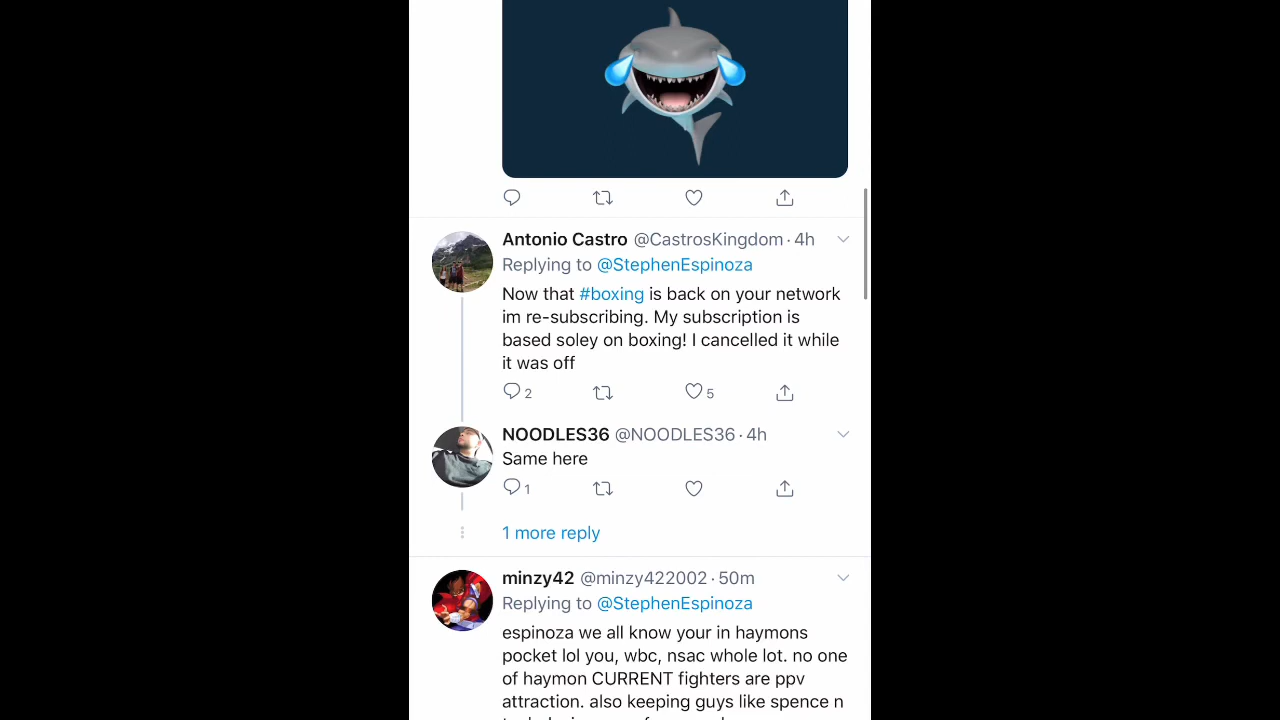 Antonio Castro @CastrosKingdom · 4h
Replying to @StephenEspinoza
Now that #boxing is back on your network
im re-subscribing. My subscription is
based soley on boxing! I cancelled it while
it was off
2 5
NOODLES36 @NOODLES36 · 4h
Same here
1
1 more reply
minzy42 @minzy422002 · 50m
Replying to @StephenEspinoza
espinoza we all know your in haymons
pocket lol you, wbc, nsac whole lot. no one
of haymon CURRENT fighters are ppv
attraction. also keeping guys like spence n